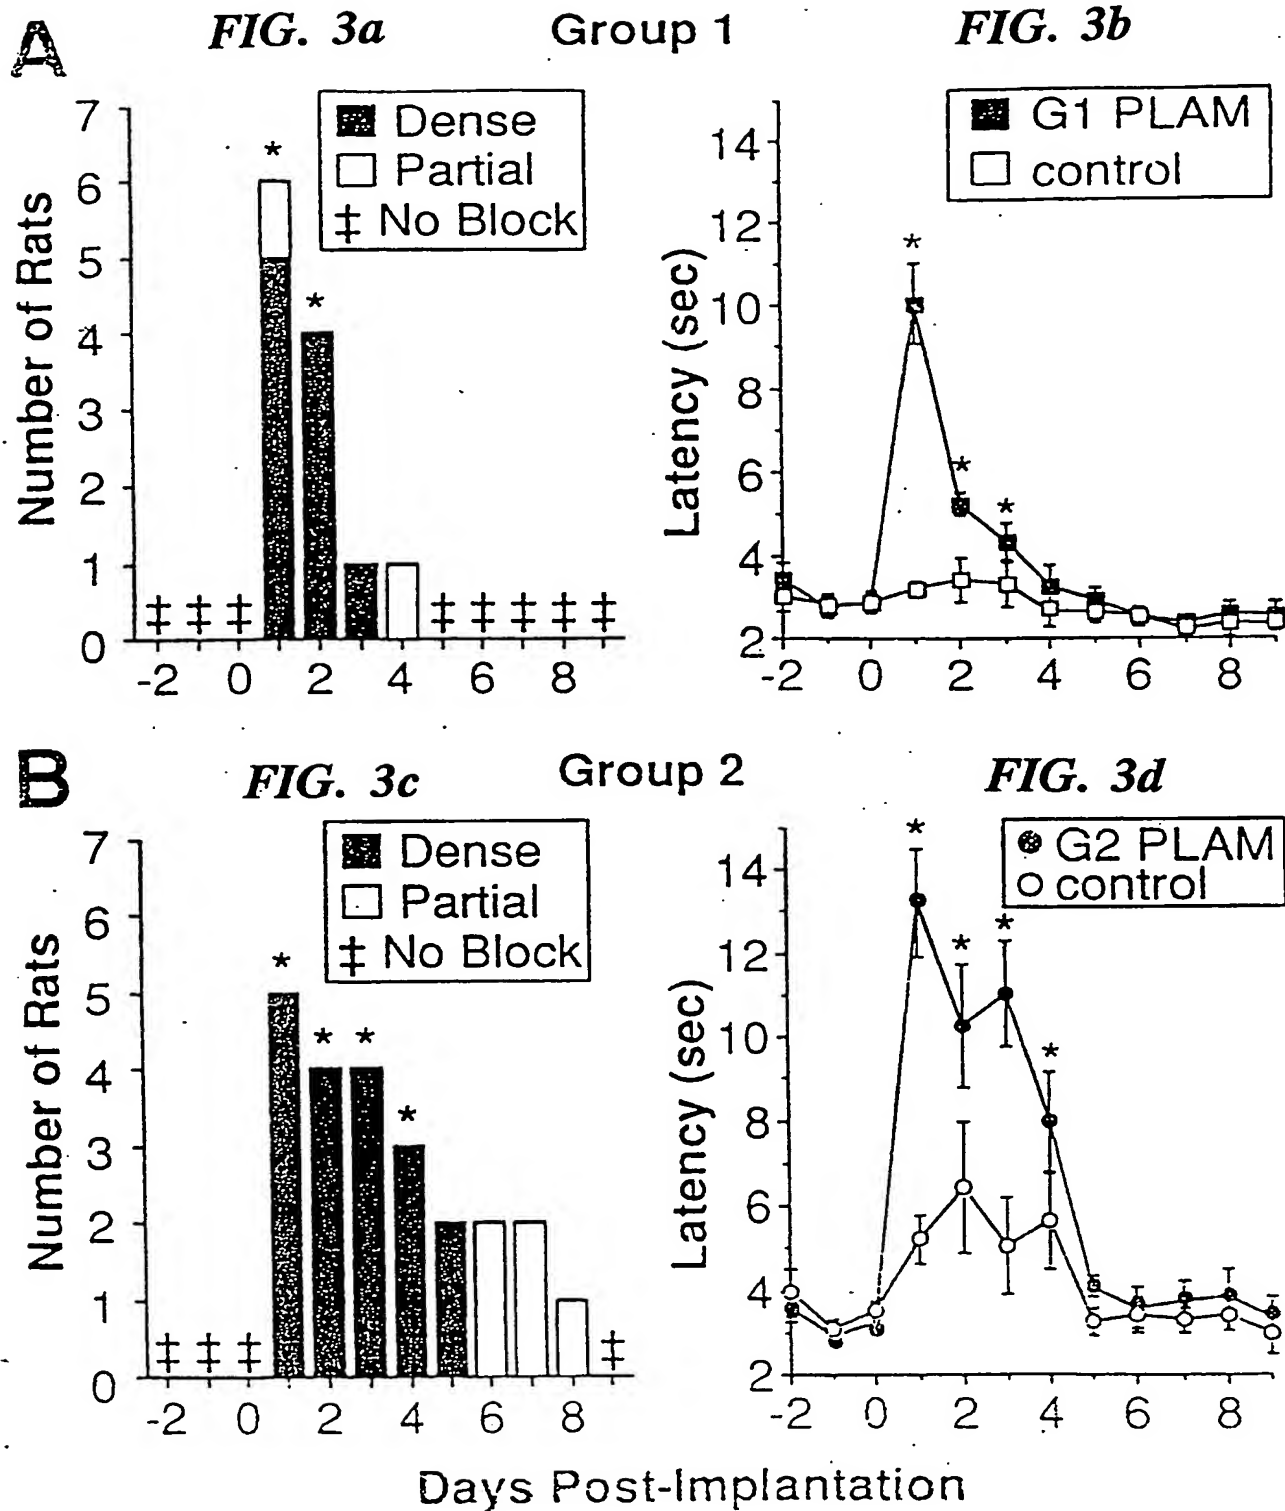 A
FIG. 3a
Group 1
FIG. 3b
Dense
Partial
‡ No Block
G1 PLAM
control
Number of Rats
7
6
5
4
3
2
1
0
*
*
‡ ‡ ‡ ‡ ‡ ‡ ‡ ‡
-2 0 2 4 6 8
Latency (sec)
14
12
10
8
6
4
2
*
*
*
-2 0 2 4 6 8
B
FIG. 3c
Group 2
FIG. 3d
Dense
Partial
‡ No Block
G2 PLAM
control
Number of Rats
7
6
5
4
3
2
1
0
*
* *
*
‡ ‡ ‡ ‡
-2 0 2 4 6 8
Latency (sec)
14
12
10
8
6
4
2
*
*
*
*
-2 0 2 4 6 8
Days Post-Implantation